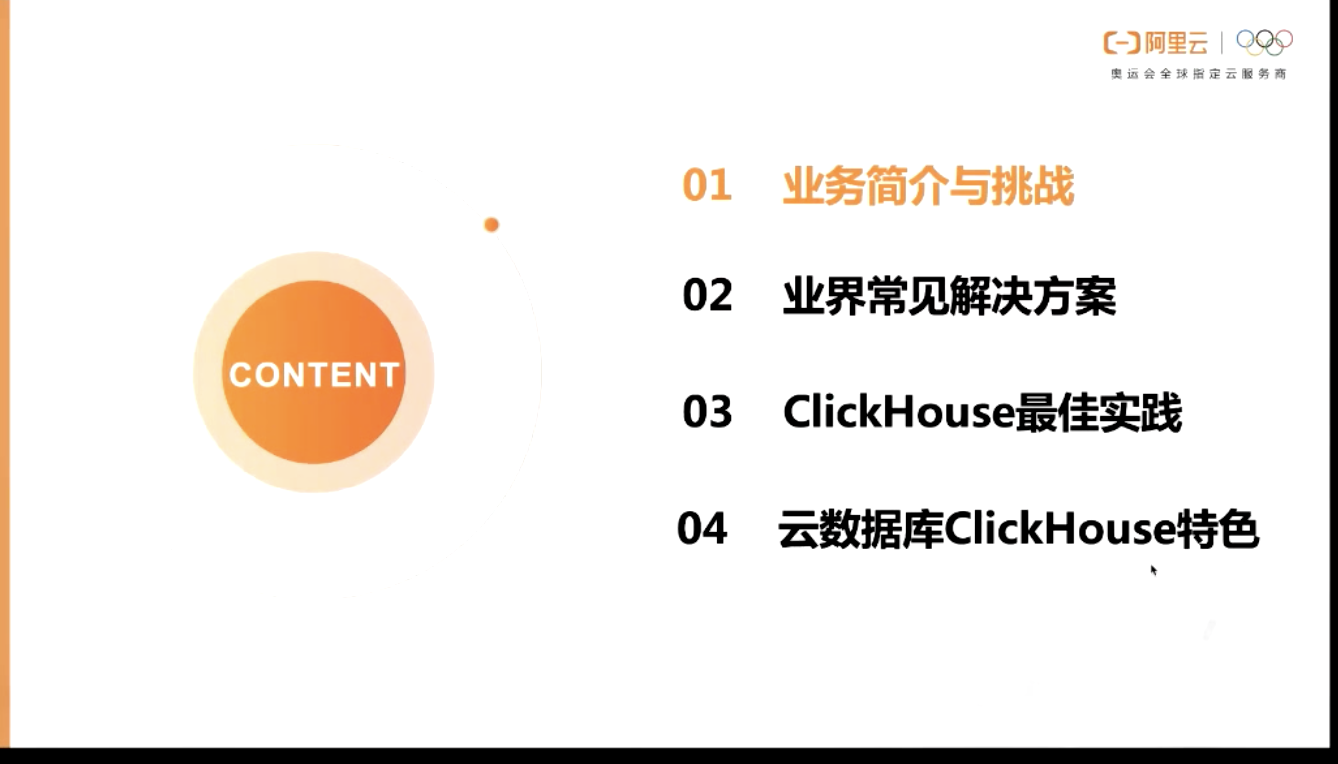 阿里云
奥运会全球指定云服务商
CONTENT
01 业务简介与挑战
02 业界常见解决方案
03 ClickHouse最佳实践
04 云数据库ClickHouse特色